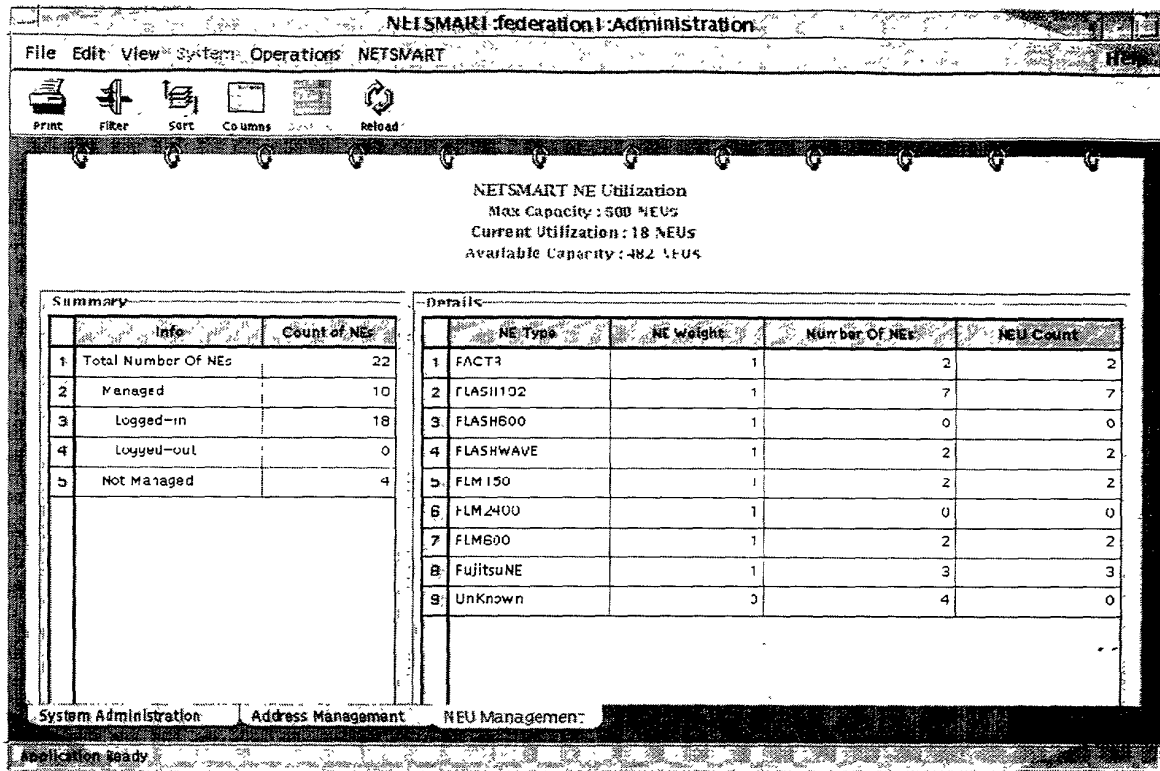 NETSMART :federation1 :Administration
File Edit View System Operations NETSMART Help
Print Filter Sort Columns Reload
NETSMART NE Utilization
Max Capacity : 500 NEUs
Current Utilization : 18 NEUs
Available Capacity : 482 NEUs
Summary
Info Count of NEs
1 Total Number Of NEs 22
2 Managed 10
3 Logged-in 18
4 Logged-out 0
5 Not Managed 4
Details
NE Type NE Weight Number Of NEs NEU Count
1 FACTR 1 2 2
2 FLASH192 1 7 7
3 FLASH600 1 0 0
4 FLASHWAVE 1 2 2
5 FLM150 1 2 2
6 FLM2400 1 0 0
7 FLM600 1 2 2
8 FujitsuNE 1 3 3
9 UnKnown 0 4 0
System Administration Address Management NEU Management
Application Ready